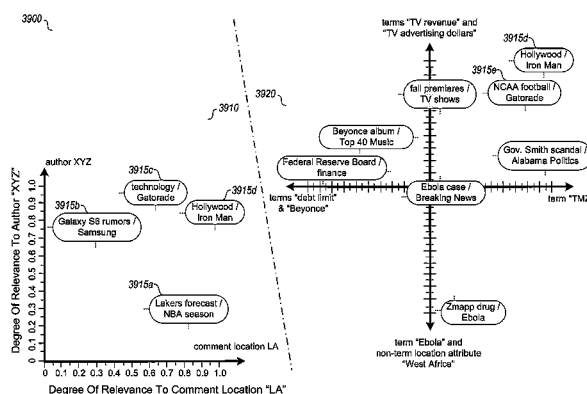 3900
3910
3920
terms "TV revenue" and
"TV advertising dollars"
3915d
Hollywood /
Iron Man
3915e
NCAA football /
Gatorade
fall premiares /
TV shows
Beyonce album /
Top 40 Music
Federal Reserve Board /
finance
Gov. Smith scandal /
Alabama Politics
Ebola case /
Breaking News
terms "debt limit"
& "Beyonce"
term "TMZ
Zmapp drug /
Ebola
term "Ebola" and
non-term location attribute
"West Africa"
author XYZ
3915c
technology /
Gatorade
3915d
Hollywood /
Iron Man
3915b
Galaxy S6 rumors /
Samsung
3915a
Lakers forecast /
NBA season
comment location LA
Degree Of Relevance To Author "XYZ"
1.0
0.9
0.8
0.7
0.6
0.5
0.4
0.3
0.2
0.1
0
0 0.1 0.2 0.3 0.4 0.5 0.6 0.7 0.8 0.9 1.0
Degree Of Relevance To Comment Location "LA"